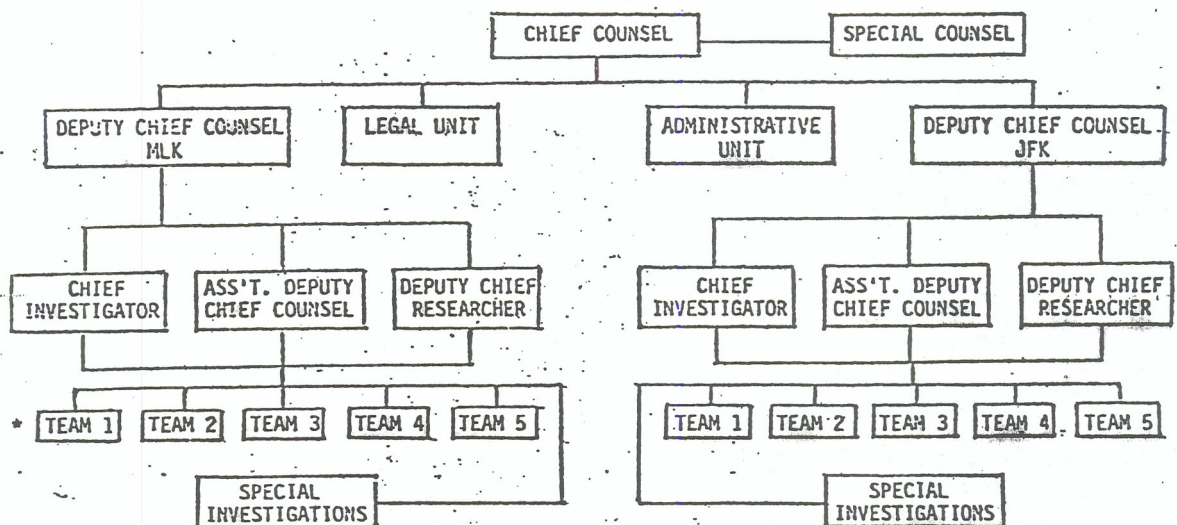 CHIEF COUNSEL
SPECIAL COUNSEL
DEPUTY CHIEF COUNSEL
MLK
LEGAL UNIT
ADMINISTRATIVE
UNIT
DEPUTY CHIEF COUNSEL
JFK
CHIEF
INVESTIGATOR
ASS'T. DEPUTY
CHIEF COUNSEL
DEPUTY CHIEF
RESEARCHER
CHIEF
INVESTIGATOR
ASS'T. DEPUTY
CHIEF COUNSEL
DEPUTY CHIEF
RESEARCHER
* TEAM 1
TEAM 2
TEAM 3
TEAM 4
TEAM 5
TEAM 1
TEAM 2
TEAM 3
TEAM 4
TEAM 5
SPECIAL
INVESTIGATIONS
SPECIAL
INVESTIGATIONS